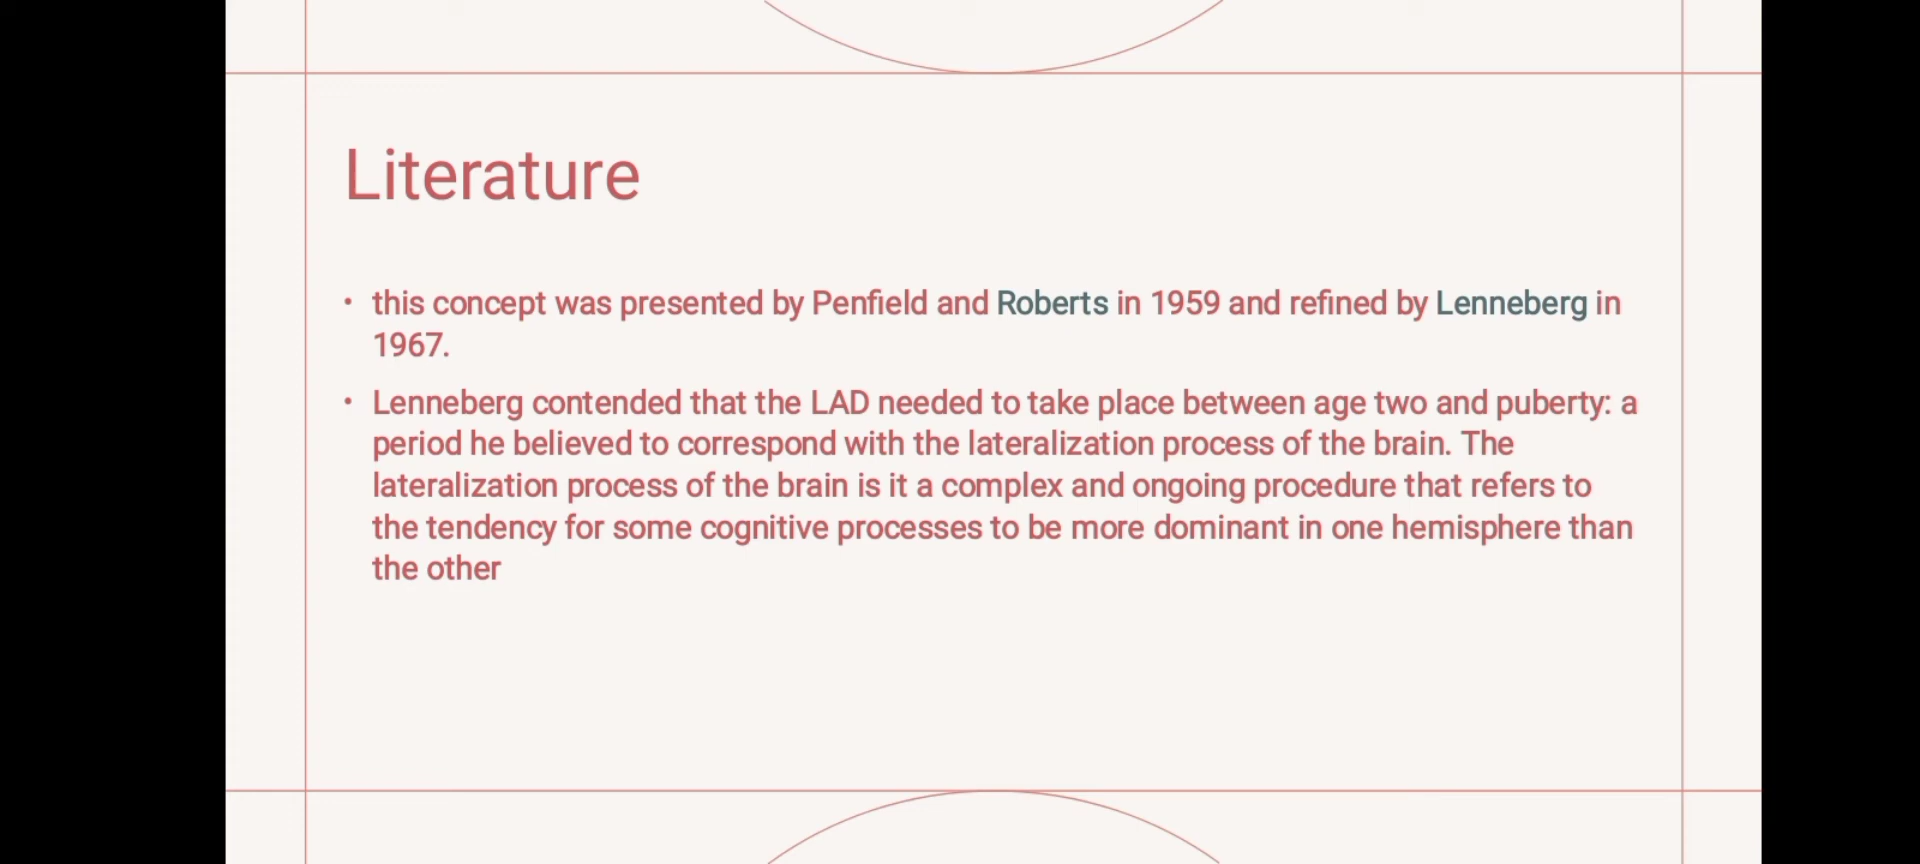 Literature
• this concept was presented by Penfield and Roberts in 1959 and refined by Lenneberg in
1967.
• Lenneberg contended that the LAD needed to take place between age two and puberty: a
period he believed to correspond with the lateralization process of the brain. The
lateralization process of the brain is it a complex and ongoing procedure that refers to
the tendency for some cognitive processes to be more dominant in one hemisphere than
the other